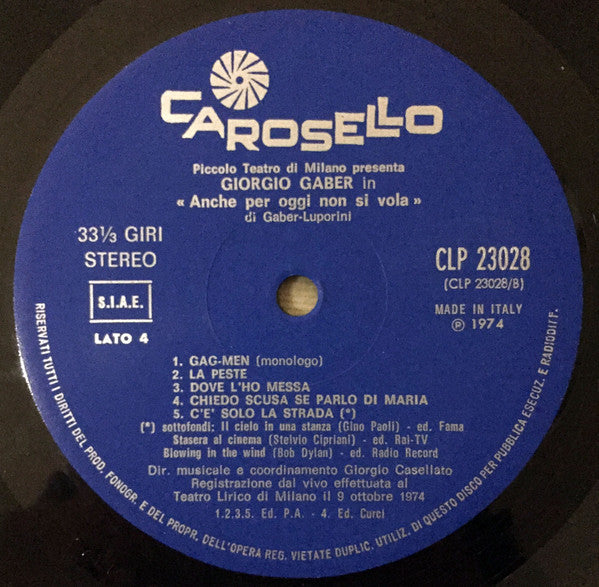 CAROSELLO
Piccolo Teatro di Milano presenta
GIORGIO GABER in
« Anche per oggi non si vola »
di Gaber-Luporini
33⅓ GIRI
STEREO
S.I.A.E.
LATO 4
CLP 23028
(CLP 23028/B)
MADE IN ITALY
℗ 1974
1. GAG-MEN (monologo)
2. LA PESTE
3. DOVE L'HO MESSA
4. CHIEDO SCUSA SE PARLO DI MARIA
5. C'E' SOLO LA STRADA (*)
(*) sottofondi: Il cielo in una stanza (Gino Paoli) - ed. Fama
Stasera al cinema (Stelvio Cipriani) - ed. Rai-TV
Blowing in the wind (Bob Dylan) - ed. Radio Record
Dir. musicale e coordinamento Giorgio Casellato
Registrazione dal vivo effettuata al
Teatro Lirico di Milano il 9 ottobre 1974
1.2.3.5. Ed. P.A. - 4. Ed. Curci
RISERVATI TUTTI I DIRITTI DEL PROD. FONOGR. E DEL PROPR. DELL'OPERA REG. VIETATE DUPLIC. UTILIZ. DI QUESTO DISCO PER PUBBLICA ESECUZ. E RADIODIFF.